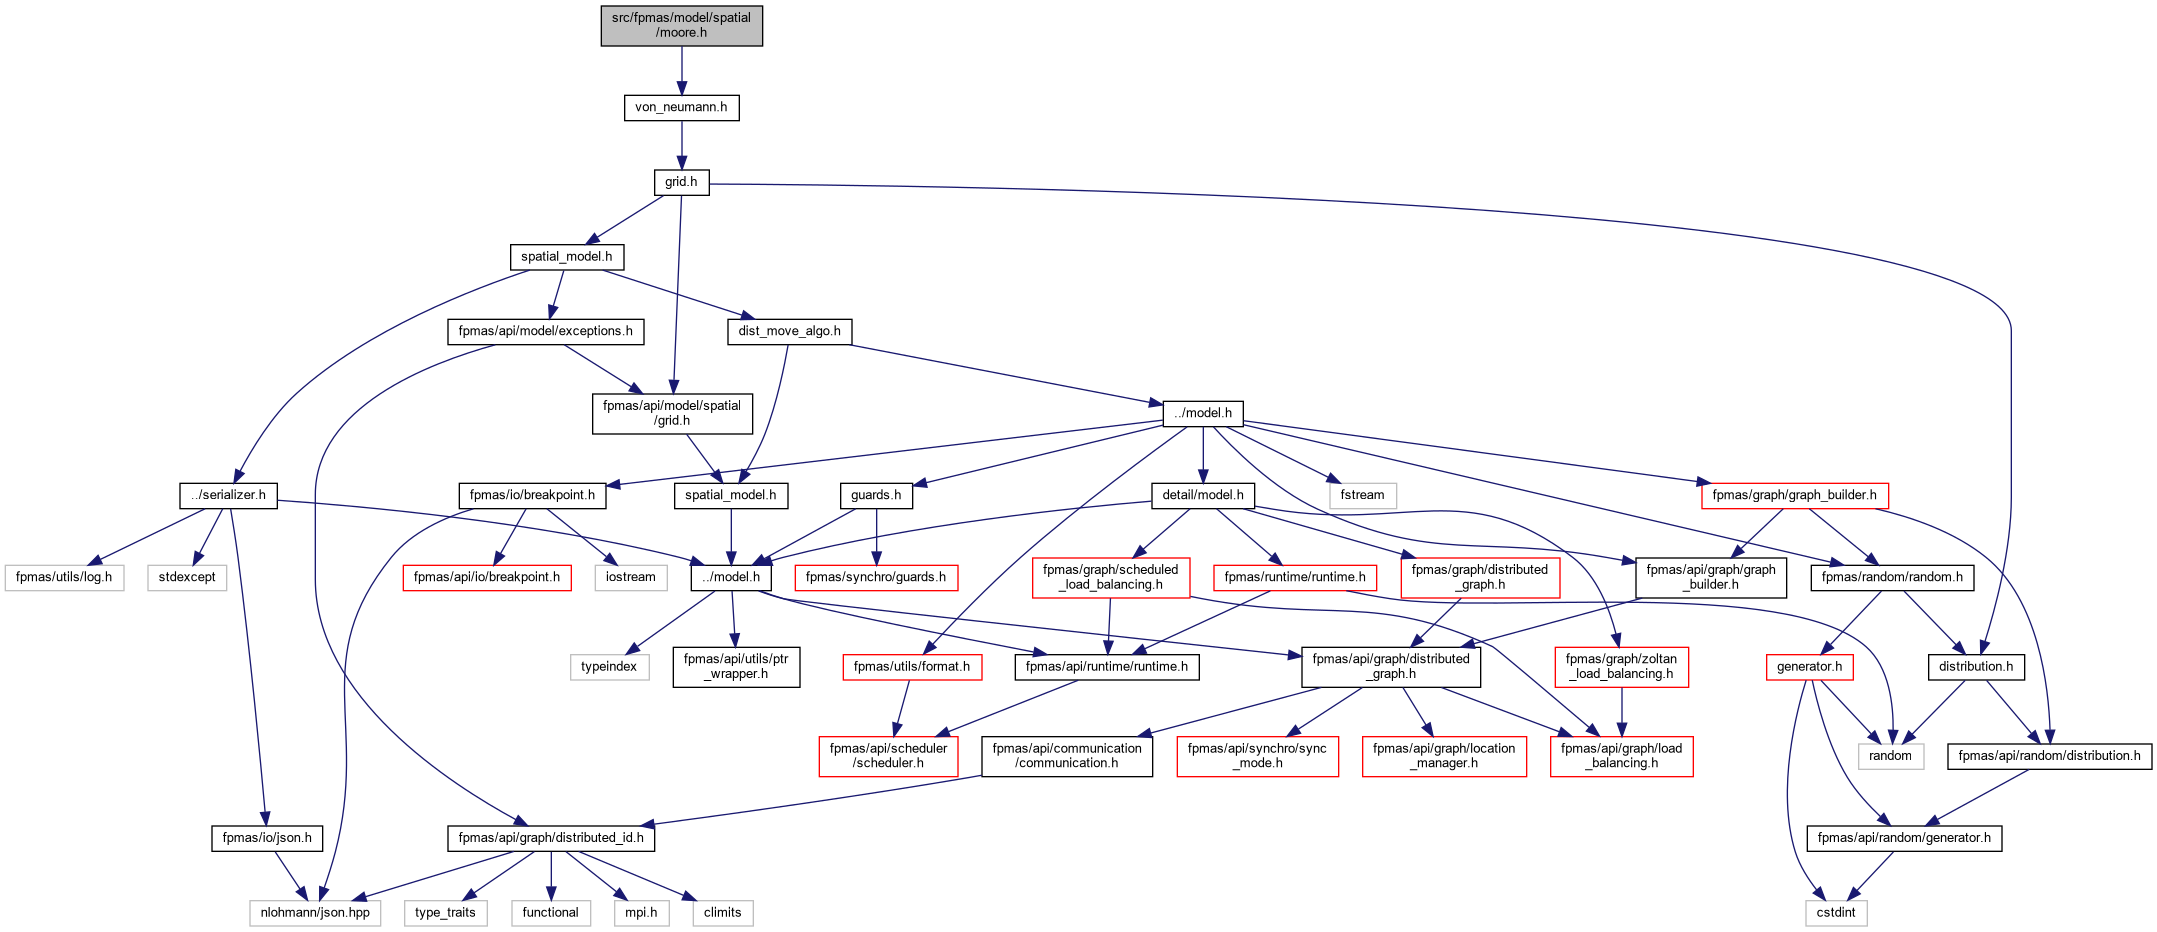 src/fpmas/model/spatial
/moore.h
von_neumann.h
grid.h
spatial_model.h
fpmas/api/model/exceptions.h
dist_move_algo.h
fpmas/api/model/spatial
/grid.h
../model.h
../serializer.h
fpmas/io/breakpoint.h
spatial_model.h
guards.h
detail/model.h
fstream
fpmas/graph/graph_builder.h
fpmas/utils/log.h
stdexcept
fpmas/api/io/breakpoint.h
iostream
../model.h
fpmas/synchro/guards.h
fpmas/graph/scheduled
_load_balancing.h
fpmas/runtime/runtime.h
fpmas/graph/distributed
_graph.h
fpmas/api/graph/graph
_builder.h
fpmas/random/random.h
typeindex
fpmas/api/utils/ptr
_wrapper.h
fpmas/utils/format.h
fpmas/api/runtime/runtime.h
fpmas/api/graph/distributed
_graph.h
fpmas/graph/zoltan
_load_balancing.h
generator.h
distribution.h
fpmas/api/scheduler
/scheduler.h
fpmas/api/communication
/communication.h
fpmas/api/synchro/sync
_mode.h
fpmas/api/graph/location
_manager.h
fpmas/api/graph/load
_balancing.h
random
fpmas/api/random/distribution.h
fpmas/io/json.h
fpmas/api/graph/distributed_id.h
fpmas/api/random/generator.h
nlohmann/json.hpp
type_traits
functional
mpi.h
climits
cstdint